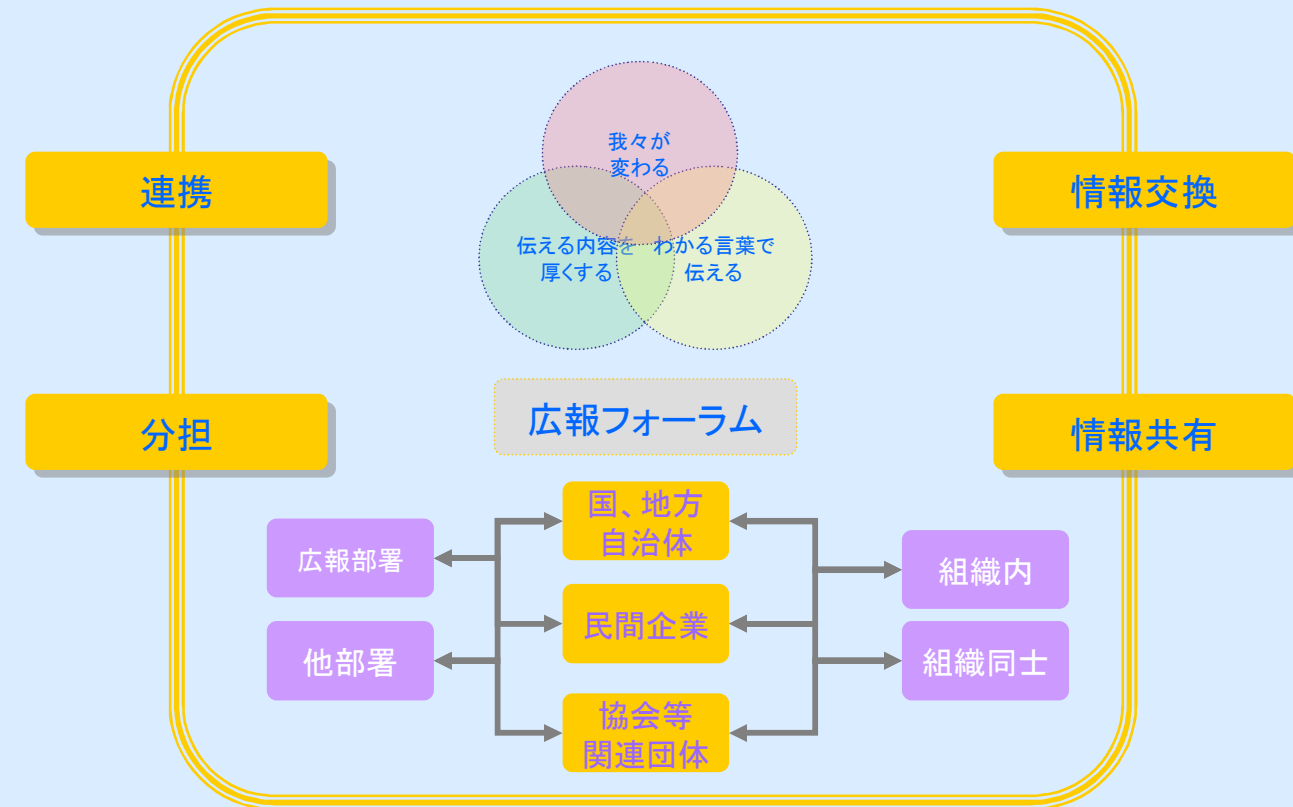 我々が
変わる
連携
情報交換
伝える内容を
厚くする
わかる言葉で
伝える
分担
広報フォーラム
情報共有
国、地方
自治体
広報部署
組織内
民間企業
他部署
組織同士
協会等
関連団体